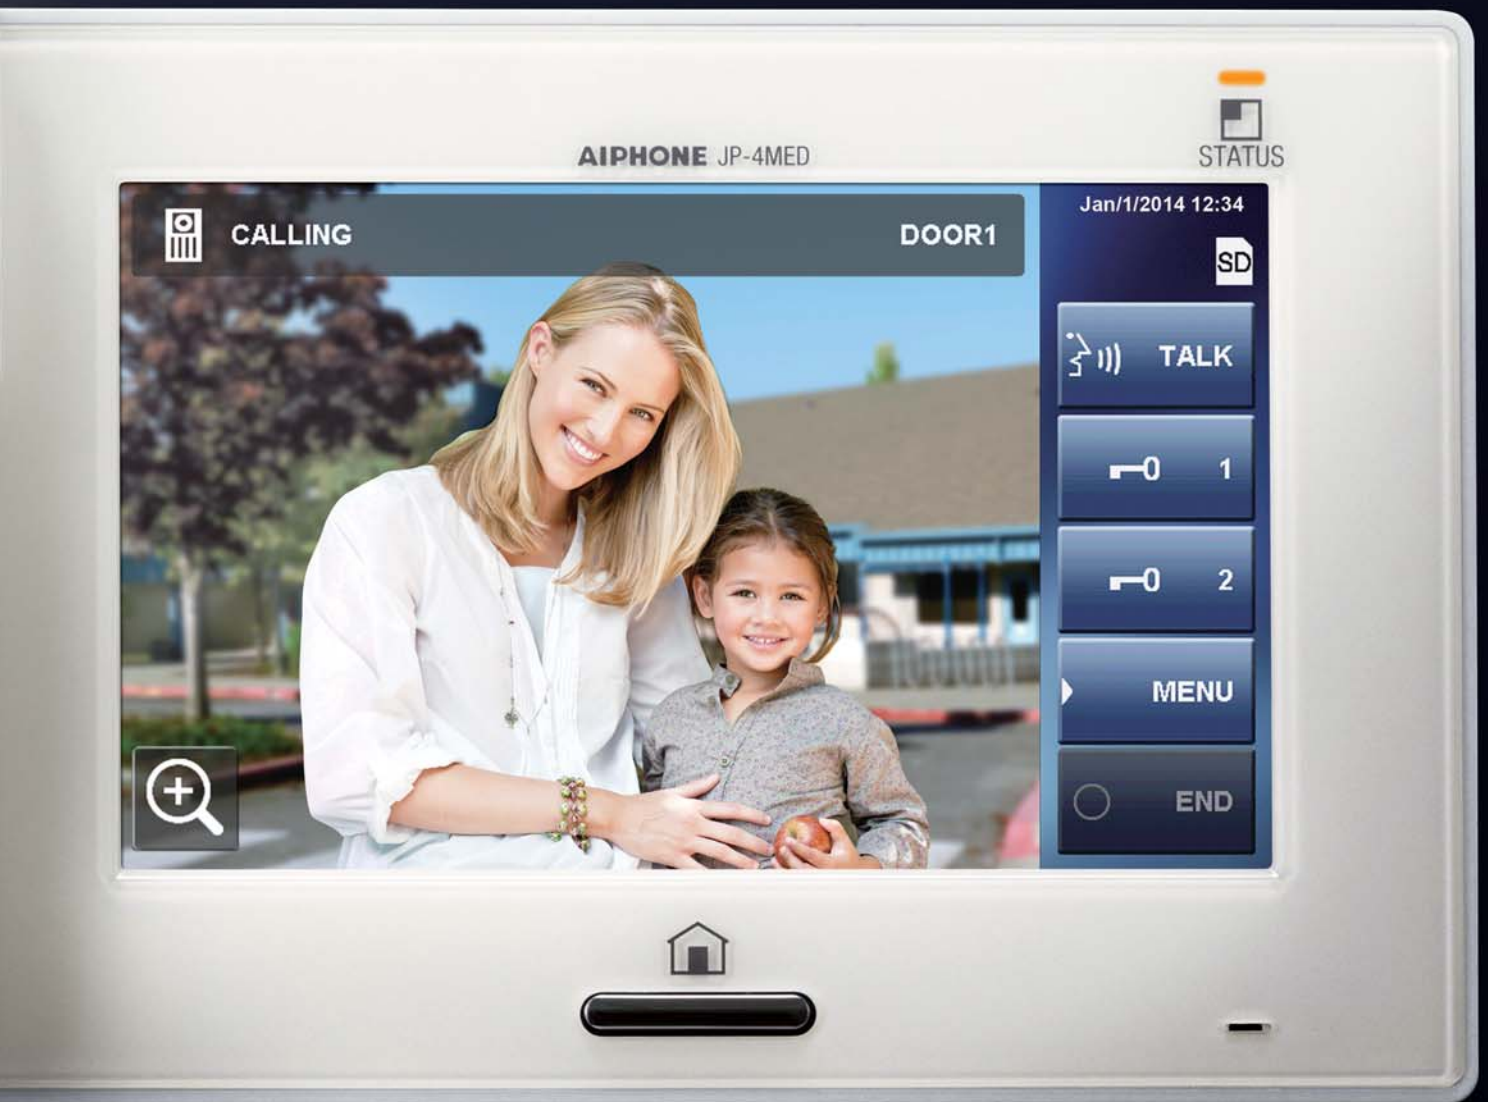 AIPHONE JP-4MED
STATUS
CALLING DOOR1
Jan/1/2014 12:34
SD
TALK
1
2
MENU
END